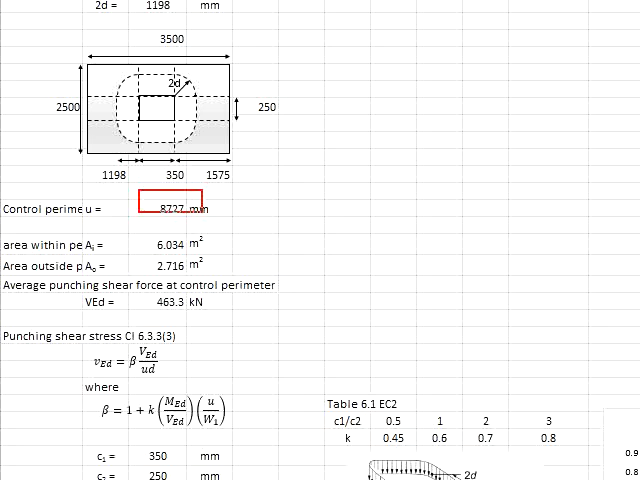 2d = 1198 mm
3500
2d
2500
250
1198 350 1575
Control perime u = 8727 mm
area within pe Aᵢ = 6.034 m²
Area outside p Aₒ = 2.716 m²
Average punching shear force at control perimeter
VEd = 463.3 kN
Punching shear stress Cl 6.3.3(3)
v_Ed = β V_Ed / ud
where
β = 1 + k (M_Ed / V_Ed) (u / W₁)
Table 6.1 EC2
c1/c2 0.5 1 2 3
k 0.45 0.6 0.7 0.8
c₁ = 350 mm
c₂ = 250 mm
0.9
0.8
2d